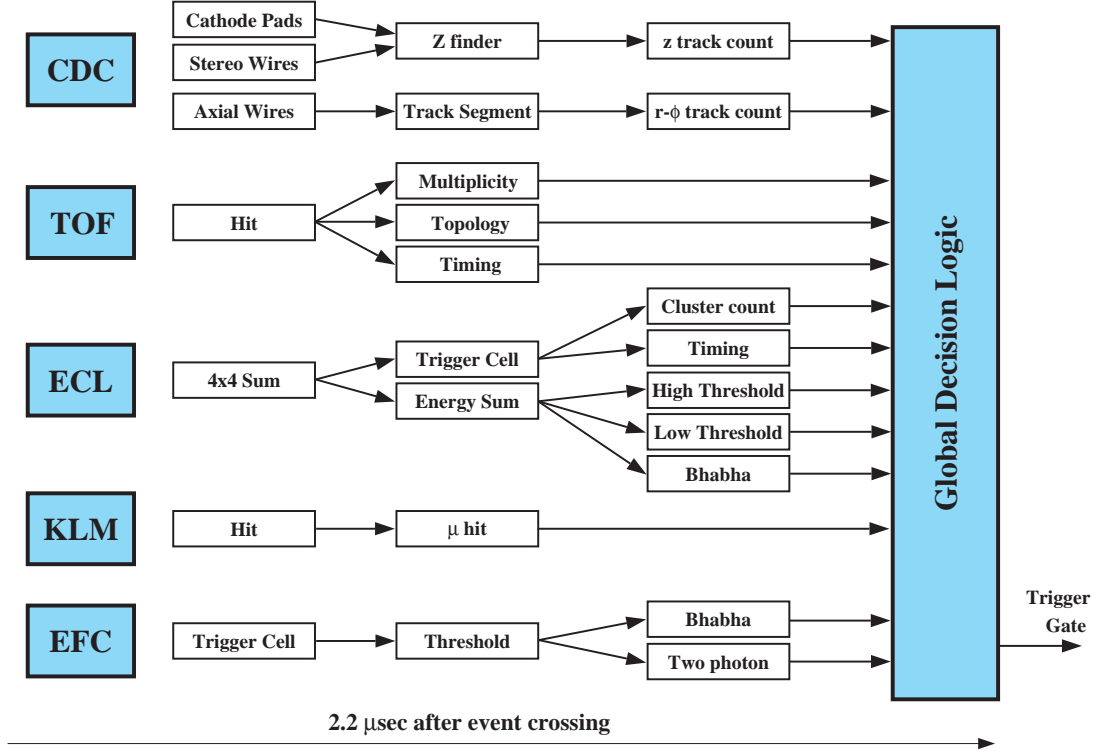 CDC
Cathode Pads
Stereo Wires
Z finder
z track count
Axial Wires
Track Segment
r-ϕ track count
TOF
Hit
Multiplicity
Topology
Timing
ECL
4x4 Sum
Trigger Cell
Energy Sum
Cluster count
Timing
High Threshold
Low Threshold
Bhabha
KLM
Hit
μ hit
EFC
Trigger Cell
Threshold
Bhabha
Two photon
Global Decision Logic
Trigger
Gate
2.2 μsec after event crossing